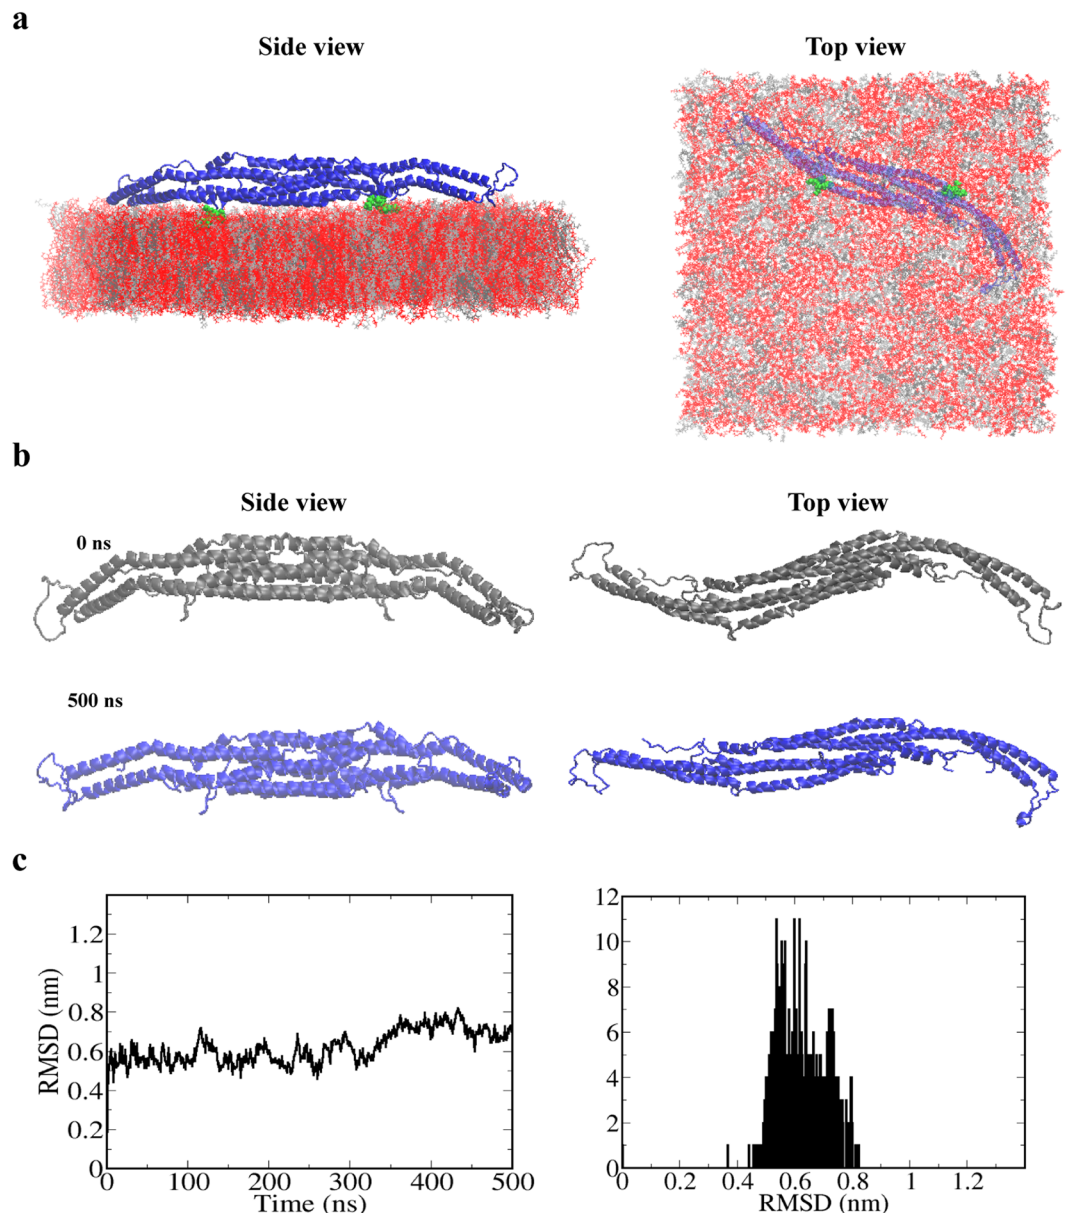 a
Side view
Top view
b
Side view
Top view
0 ns
500 ns
c
RMSD (nm)
1.2
1
0.8
0.6
0.4
0.2
0
0 100 200 300 400 500
Time (ns)
12
10
8
6
4
2
0
0 0.2 0.4 0.6 0.8 1 1.2
RMSD (nm)